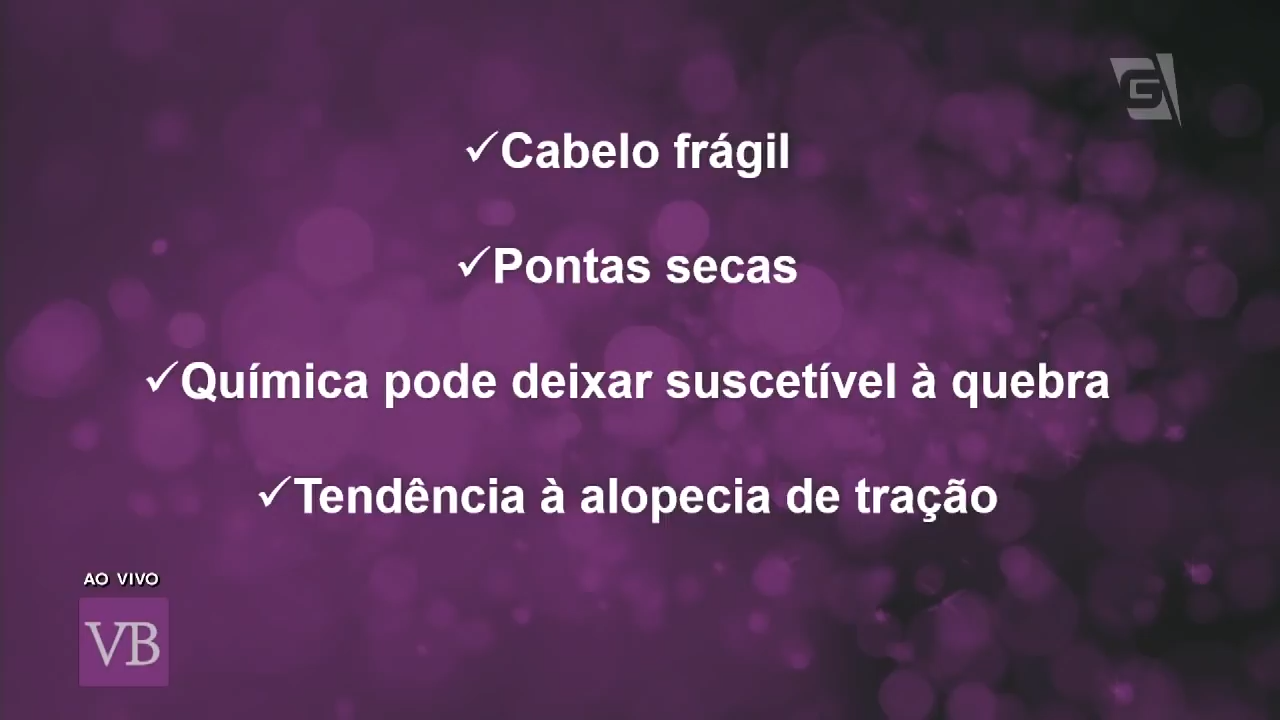 ✓Cabelo frágil
✓Pontas secas
✓Química pode deixar suscetível à quebra
✓Tendência à alopecia de tração
AO VIVO
VB